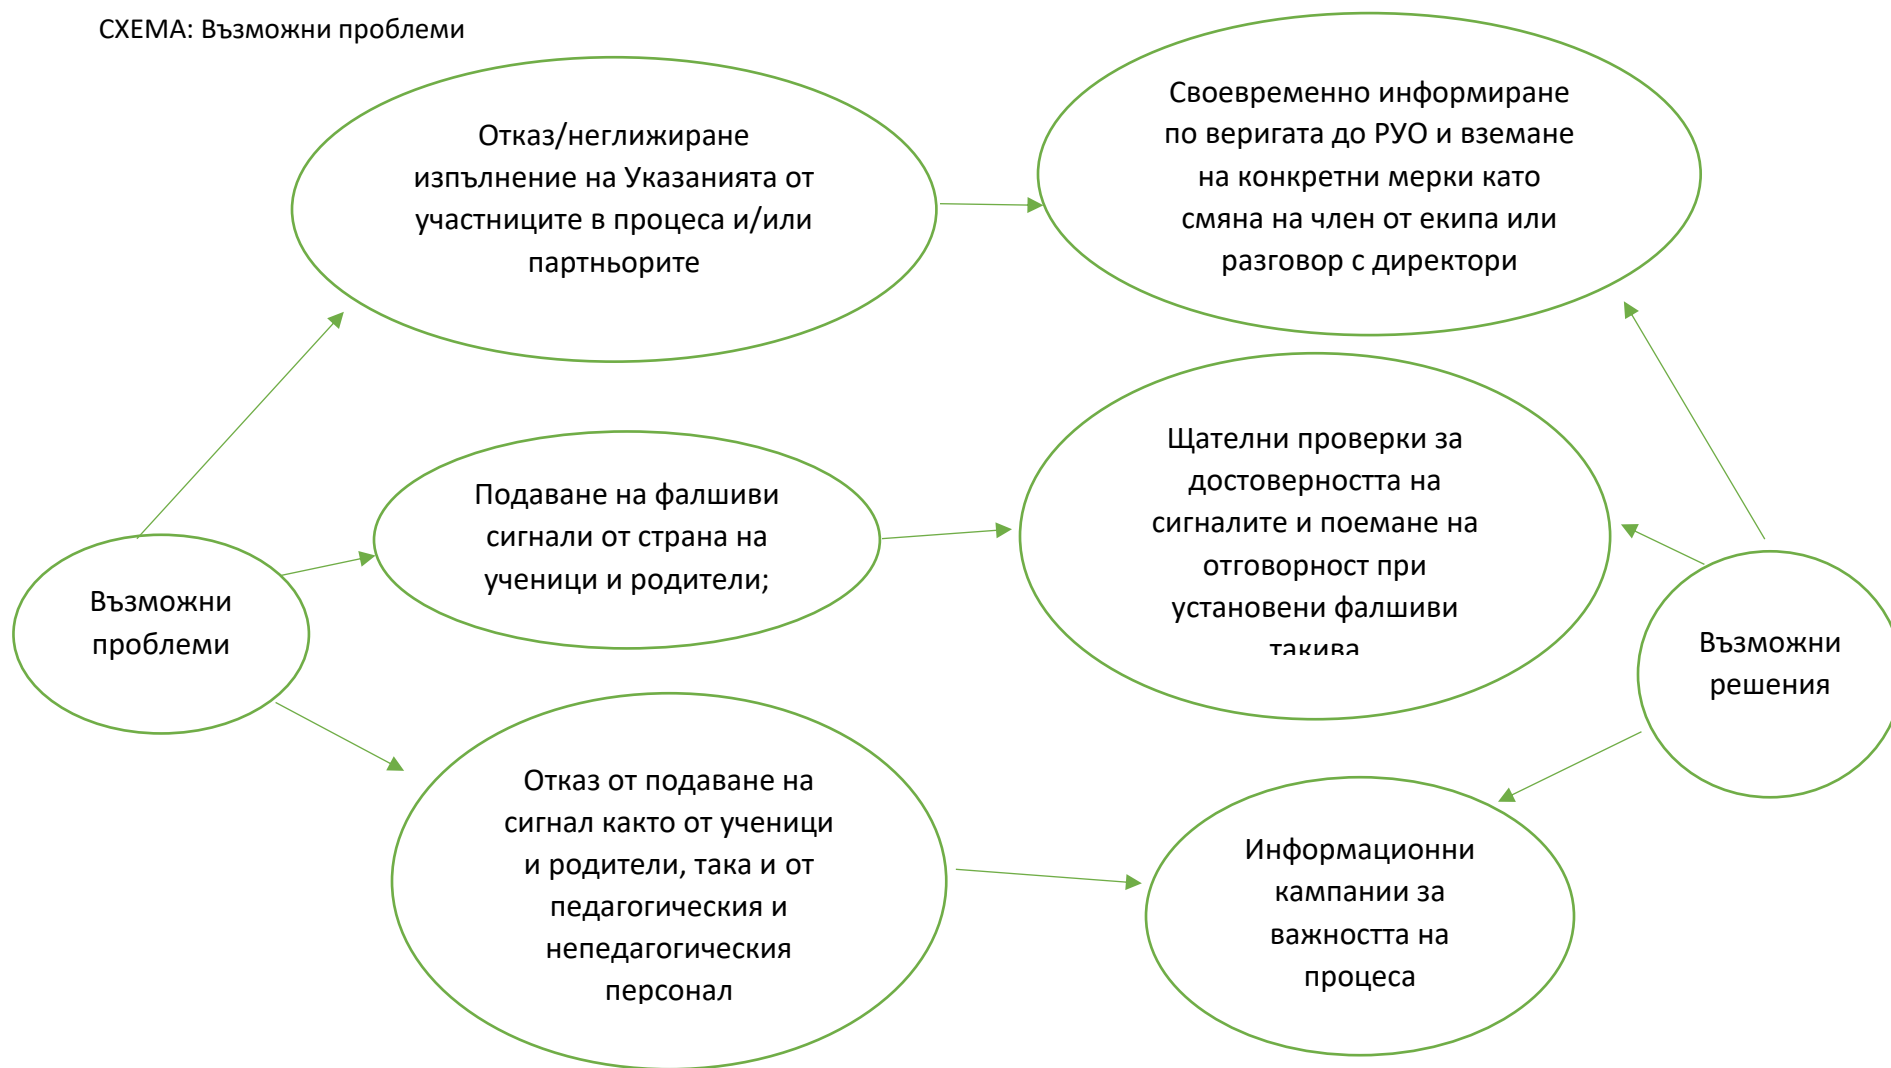 СХЕМА: Възможни проблеми
Отказ/неглижиране
изпълнение на Указанията от
участниците в процеса и/или
партньорите
Своевременно информиране
по веригата до РУО и вземане
на конкретни мерки като
смяна на член от екипа или
разговор с директори
Подаване на фалшиви
сигнали от страна на
ученици и родители;
Щателни проверки за
достоверността на
сигналите и поемане на
отговорност при
установени фалшиви
такива
Възможни
проблеми
Възможни
решения
Отказ от подаване на
сигнал както от ученици
и родители, така и от
педагогическия и
непедагогическия
персонал
Информационни
кампании за
важността на
процеса